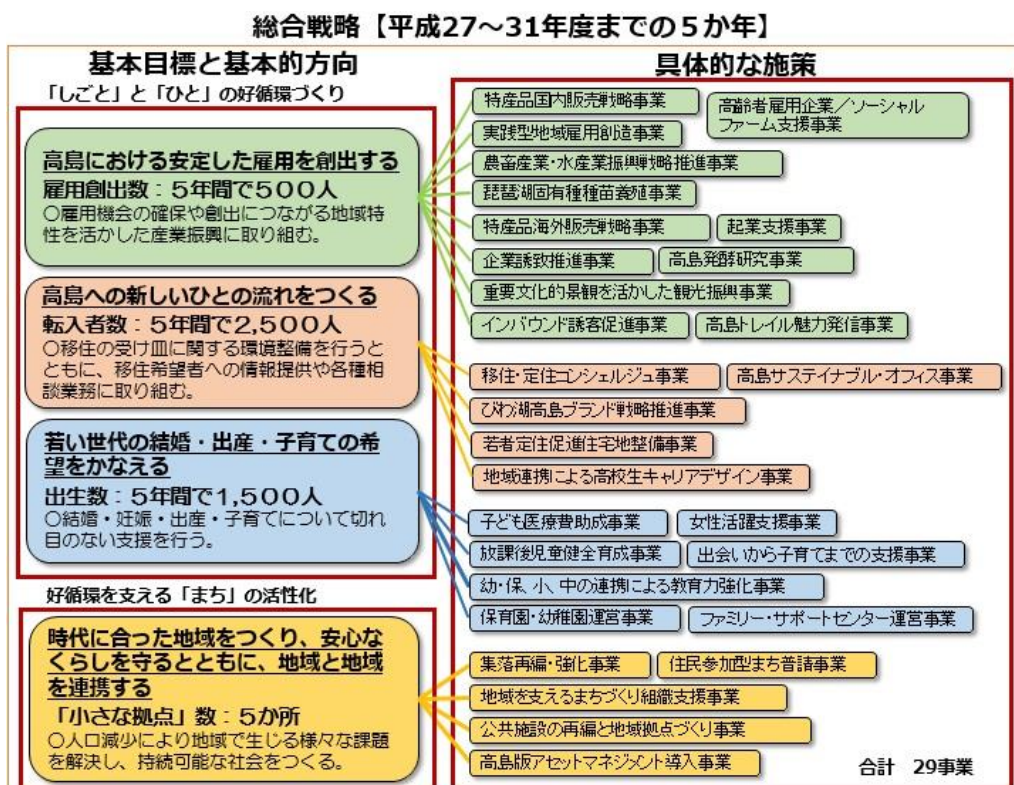 総合戦略【平成27～31年度までの５か年】
基本目標と基本的方向
「しごと」と「ひと」の好循環づくり
高島における安定した雇用を創出する
雇用創出数：５年間で５００人
○雇用機会の確保や創出につながる地域特
性を活かした産業振興に取り組む。
高島への新しいひとの流れをつくる
転入者数：５年間で２,５００人
○移住の受け皿に関する環境整備を行うと
ともに、移住希望者への情報提供や各種相
談業務に取り組む。
若い世代の結婚・出産・子育ての希
望をかなえる
出生数：５年間で１,５００人
○結婚・妊娠・出産・子育てについて切れ
目のない支援を行う。
好循環を支える「まち」の活性化
時代に合った地域をつくり、安心な
くらしを守るとともに、地域と地域
を連携する
「小さな拠点」数：５か所
○人口減少により地域で生じる様々な課題
を解決し、持続可能な社会をつくる。
具体的な施策
特産品国内販売戦略事業
高齢者雇用企業／ソーシャル
ファーム支援事業
実践型地域雇用創造事業
農畜産業・水産業振興戦略推進事業
琵琶湖固有種種苗養殖事業
特産品海外販売戦略事業
起業支援事業
企業誘致推進事業
高島発酵研究事業
重要文化的景観を活かした観光振興事業
インバウンド誘客促進事業
高島トレイル魅力発信事業
移住・定住コンシェルジュ事業
高島サステイナブル・オフィス事業
びわ湖高島ブランド戦略推進事業
若者定住促進住宅地整備事業
地域連携による高校生キャリアデザイン事業
子ども医療費助成事業
女性活躍支援事業
放課後児童健全育成事業
出会いから子育てまでの支援事業
幼・保、小、中の連携による教育力強化事業
保育園・幼稚園運営事業
ファミリー・サポートセンター運営事業
集落再編・強化事業
住民参加型まち普請事業
地域を支えるまちづくり組織支援事業
公共施設の再編と地域拠点づくり事業
高島版アセットマネジメント導入事業
合計　29事業